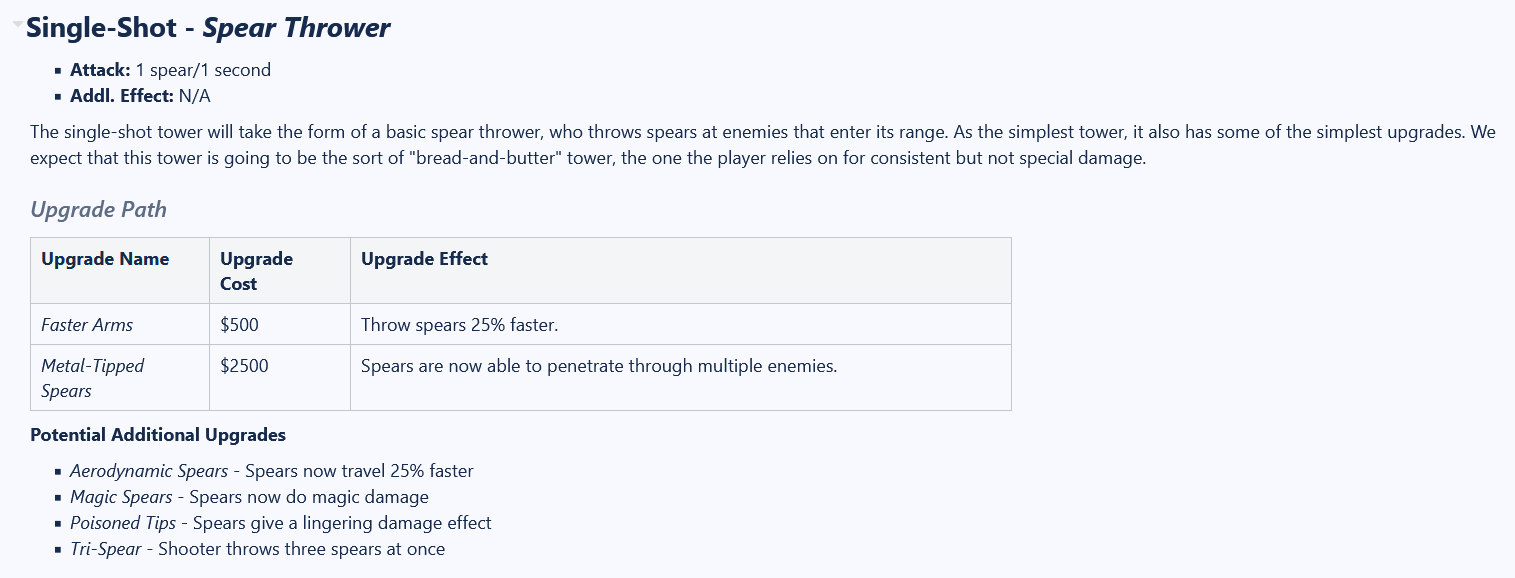 Single-Shot - Spear Thrower
Attack: 1 spear/1 second
Addl. Effect: N/A
The single-shot tower will take the form of a basic spear thrower, who throws spears at enemies that enter its range. As the simplest tower, it also has some of the simplest upgrades. We
expect that this tower is going to be the sort of "bread-and-butter" tower, the one the player relies on for consistent but not special damage.
Upgrade Path
Upgrade Name
Upgrade
Cost
Upgrade Effect
Faster Arms
$500
Throw spears 25% faster.
Metal-Tipped
Spears
$2500
Spears are now able to penetrate through multiple enemies.
Potential Additional Upgrades
Aerodynamic Spears - Spears now travel 25% faster
Magic Spears - Spears now do magic damage
Poisoned Tips - Spears give a lingering damage effect
Tri-Spear - Shooter throws three spears at once